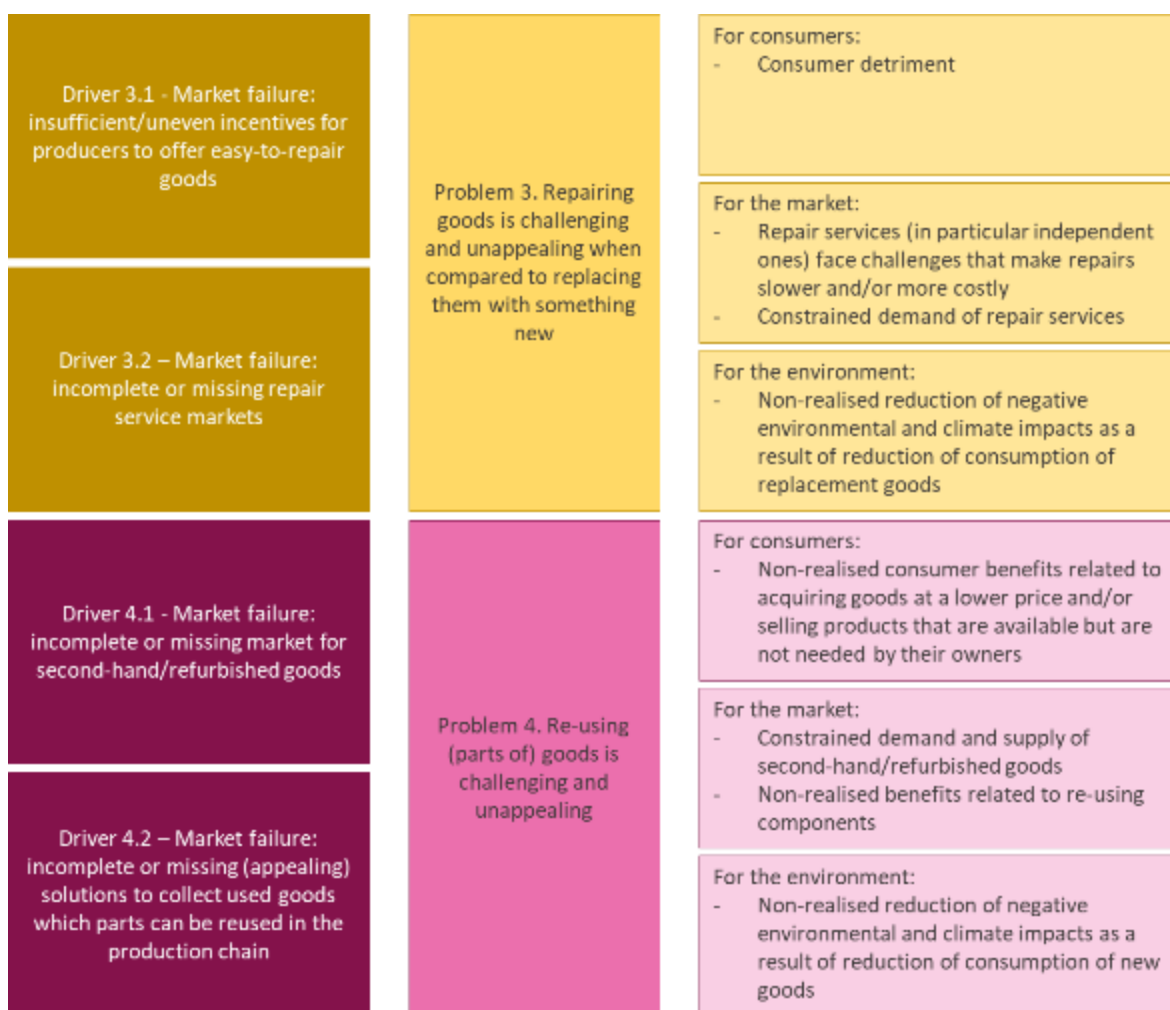 Driver 3.1 - Market failure:
insufficient/uneven incentives for
producers to offer easy-to-repair
goods
Driver 3.2 – Market failure:
incomplete or missing repair
service markets
Problem 3. Repairing
goods is challenging
and unappealing when
compared to replacing
them with something
new
For consumers:
- Consumer detriment
For the market:
- Repair services (in particular independent
ones) face challenges that make repairs
slower and/or more costly
- Constrained demand of repair services
For the environment:
- Non-realised reduction of negative
environmental and climate impacts as a
result of reduction of consumption of
replacement goods
Driver 4.1 - Market failure:
incomplete or missing market for
second-hand/refurbished goods
Driver 4.2 – Market failure:
incomplete or missing (appealing)
solutions to collect used goods
which parts can be reused in the
production chain
Problem 4. Re-using
(parts of) goods is
challenging and
unappealing
For consumers:
- Non-realised consumer benefits related to
acquiring goods at a lower price and/or
selling products that are available but are
not needed by their owners
For the market:
- Constrained demand and supply of
second-hand/refurbished goods
- Non-realised benefits related to re-using
components
For the environment:
- Non-realised reduction of negative
environmental and climate impacts as a
result of reduction of consumption of new
goods